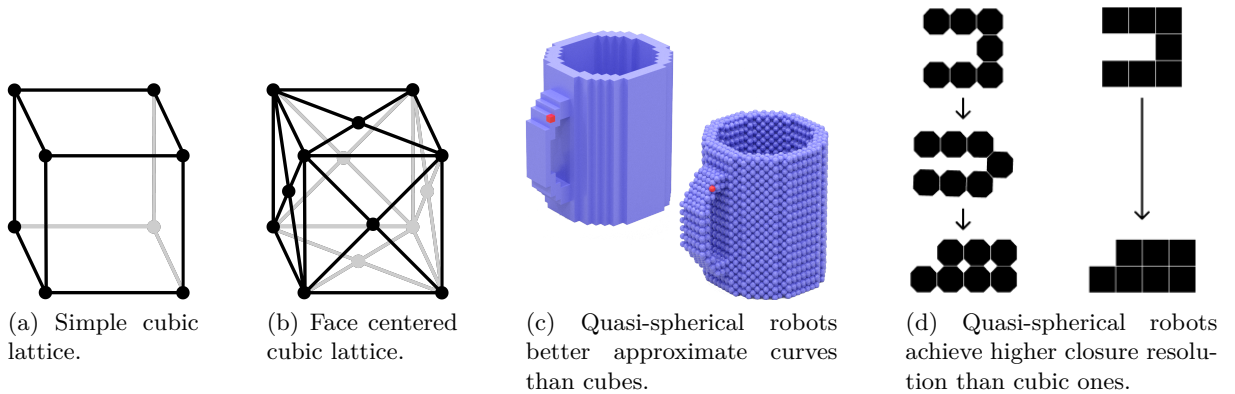 (a) Simple cubic
lattice.
(b) Face centered
cubic lattice.
(c) Quasi-spherical robots
better approximate curves
than cubes.
(d) Quasi-spherical robots
achieve higher closure resolu-
tion than cubic ones.